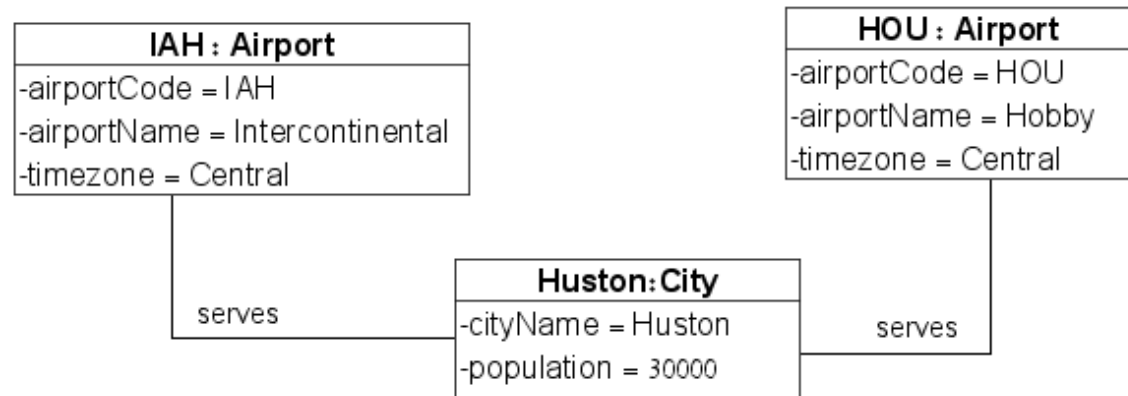 IAH : Airport
-airportCode = IAH
-airportName = Intercontinental
-timezone = Central
HOU : Airport
-airportCode = HOU
-airportName = Hobby
-timezone = Central
serves
Huston:City
-cityName = Huston
-population = 30000
serves